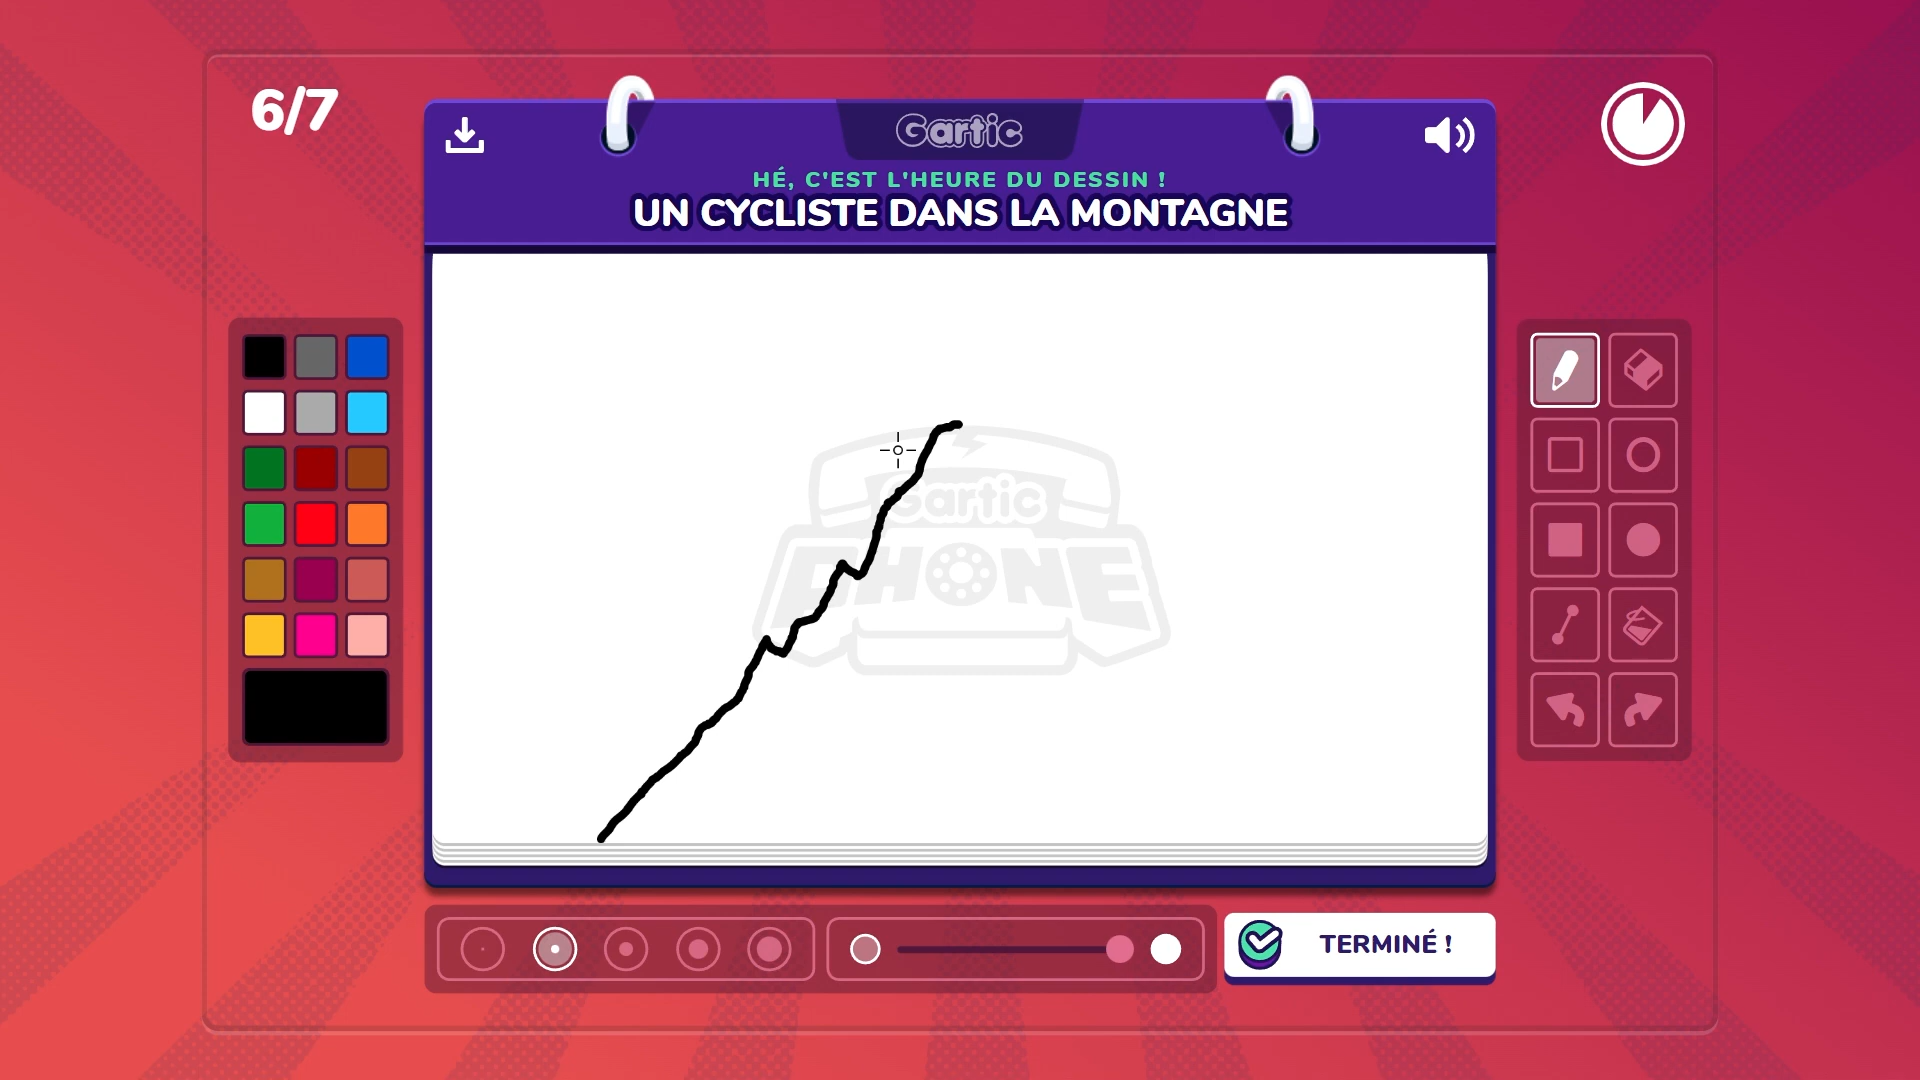 6/7
Gartic
HÉ, C'EST L'HEURE DU DESSIN !
UN CYCLISTE DANS LA MONTAGNE
Gartic
PHONE
TERMINÉ !